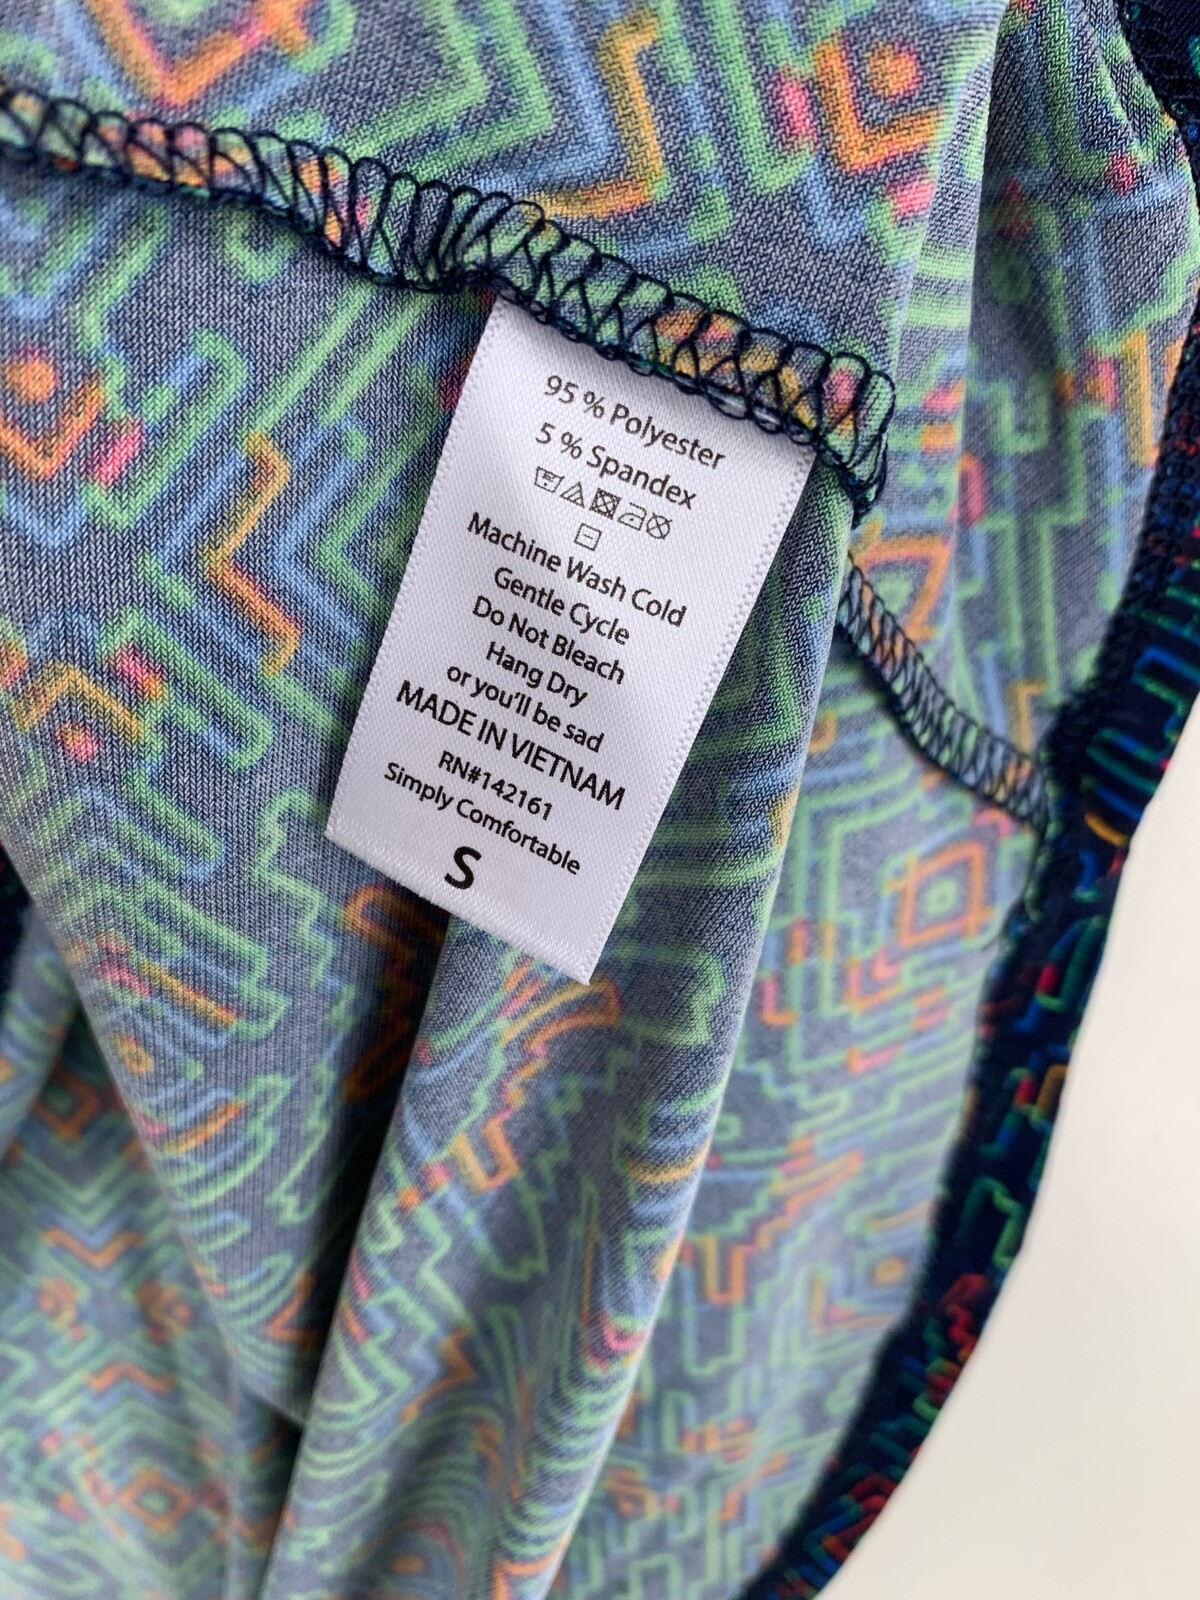 95 % Polyester
5 % Spandex
Machine Wash Cold
Gentle Cycle
Do Not Bleach
Hang Dry
or you'll be sad
MADE IN VIETNAM
RN#142161
Simply Comfortable
S